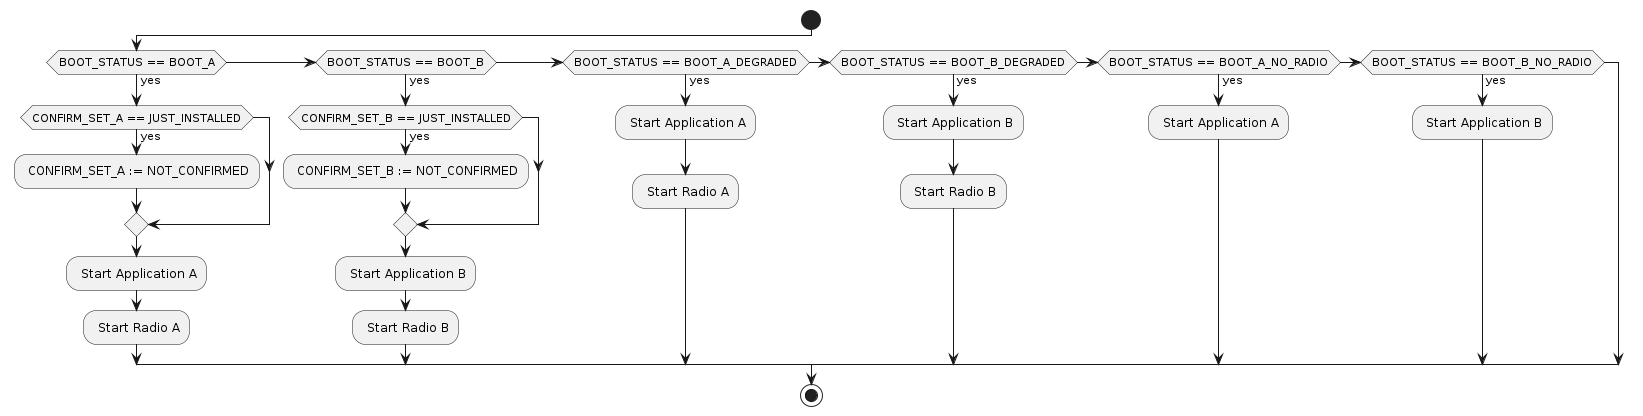 BOOT_STATUS == BOOT_A
BOOT_STATUS == BOOT_B
BOOT_STATUS == BOOT_A_DEGRADED
BOOT_STATUS == BOOT_B_DEGRADED
BOOT_STATUS == BOOT_A_NO_RADIO
BOOT_STATUS == BOOT_B_NO_RADIO
yes
yes
yes
yes
yes
yes
CONFIRM_SET_A == JUST_INSTALLED
CONFIRM_SET_B == JUST_INSTALLED
Start Application A
Start Application B
Start Application A
Start Application B
yes
yes
CONFIRM_SET_A := NOT_CONFIRMED
CONFIRM_SET_B := NOT_CONFIRMED
Start Radio A
Start Radio B
Start Application A
Start Application B
Start Radio A
Start Radio B